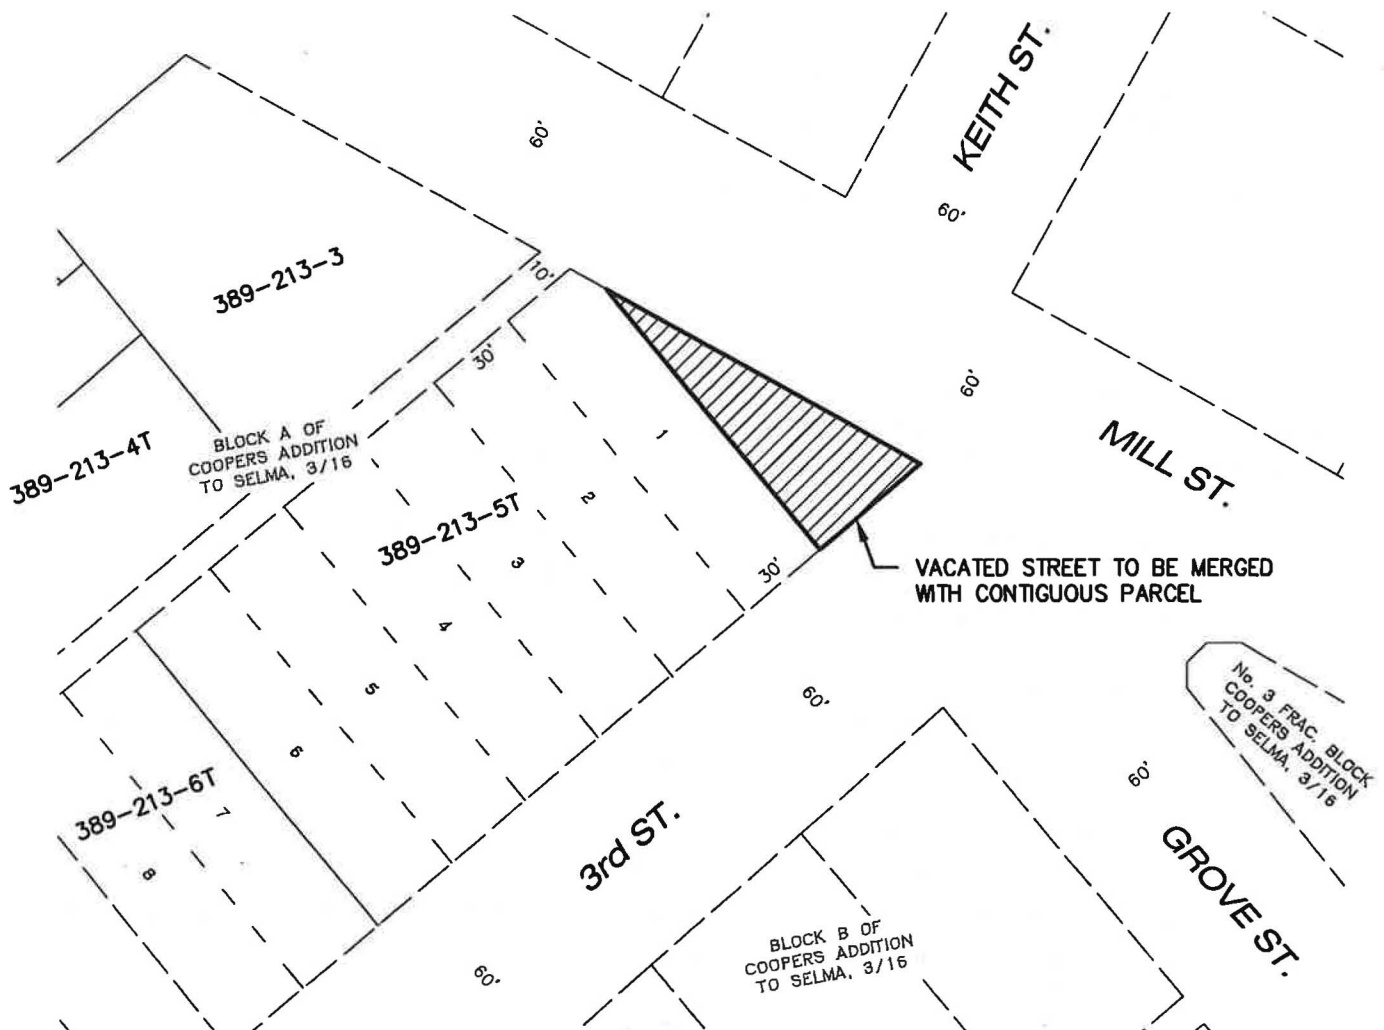 KEITH ST.
60'
60'
389-213-3
10'
30'
60'
MILL ST.
389-213-4T
BLOCK A OF
COOPERS ADDITION
TO SELMA, 3/16
389-213-5T
1
2
3
4
5
6
7
8
30'
VACATED STREET TO BE MERGED
WITH CONTIGUOUS PARCEL
60'
No. 3 FRAC. BLOCK
COOPERS ADDITION
TO SELMA, 3/16
60'
389-213-6T
3rd ST.
GROVE ST.
BLOCK B OF
COOPERS ADDITION
TO SELMA, 3/16
60'